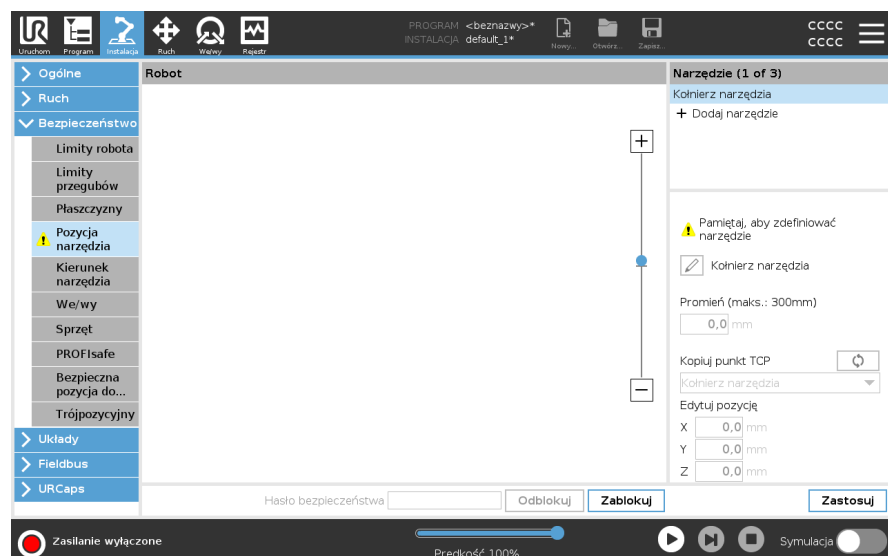 PROGRAM <beznazwy>*
INSTALACJA default_1*
Uruchom Program Instalacja Ruch We/wy Rejestr
Nowy... Otwórz... Zapisz...
CCCC
CCCC
Ogólne
Ruch
Bezpieczeństwo
Limity robota
Limity
przegubów
Płaszczyzny
Pozycja
narzędzia
Kierunek
narzędzia
We/wy
Sprzęt
PROFIsafe
Bezpieczna
pozycja do...
Trójpozycyjny
Układy
Fieldbus
URCaps
Robot
Narzędzie (1 of 3)
Kołnierz narzędzia
+ Dodaj narzędzie
Pamiętaj, aby zdefiniować
narzędzie
Kołnierz narzędzia
Promień (maks.: 300mm)
0,0 mm
Kopiuj punkt TCP
Kołnierz narzędzia
Edytuj pozycję
X 0,0 mm
Y 0,0 mm
Z 0,0 mm
Hasło bezpieczeństwa Odblokuj Zablokuj Zastosuj
Zasilanie wyłączone
Prędkość 100%
Symulacja